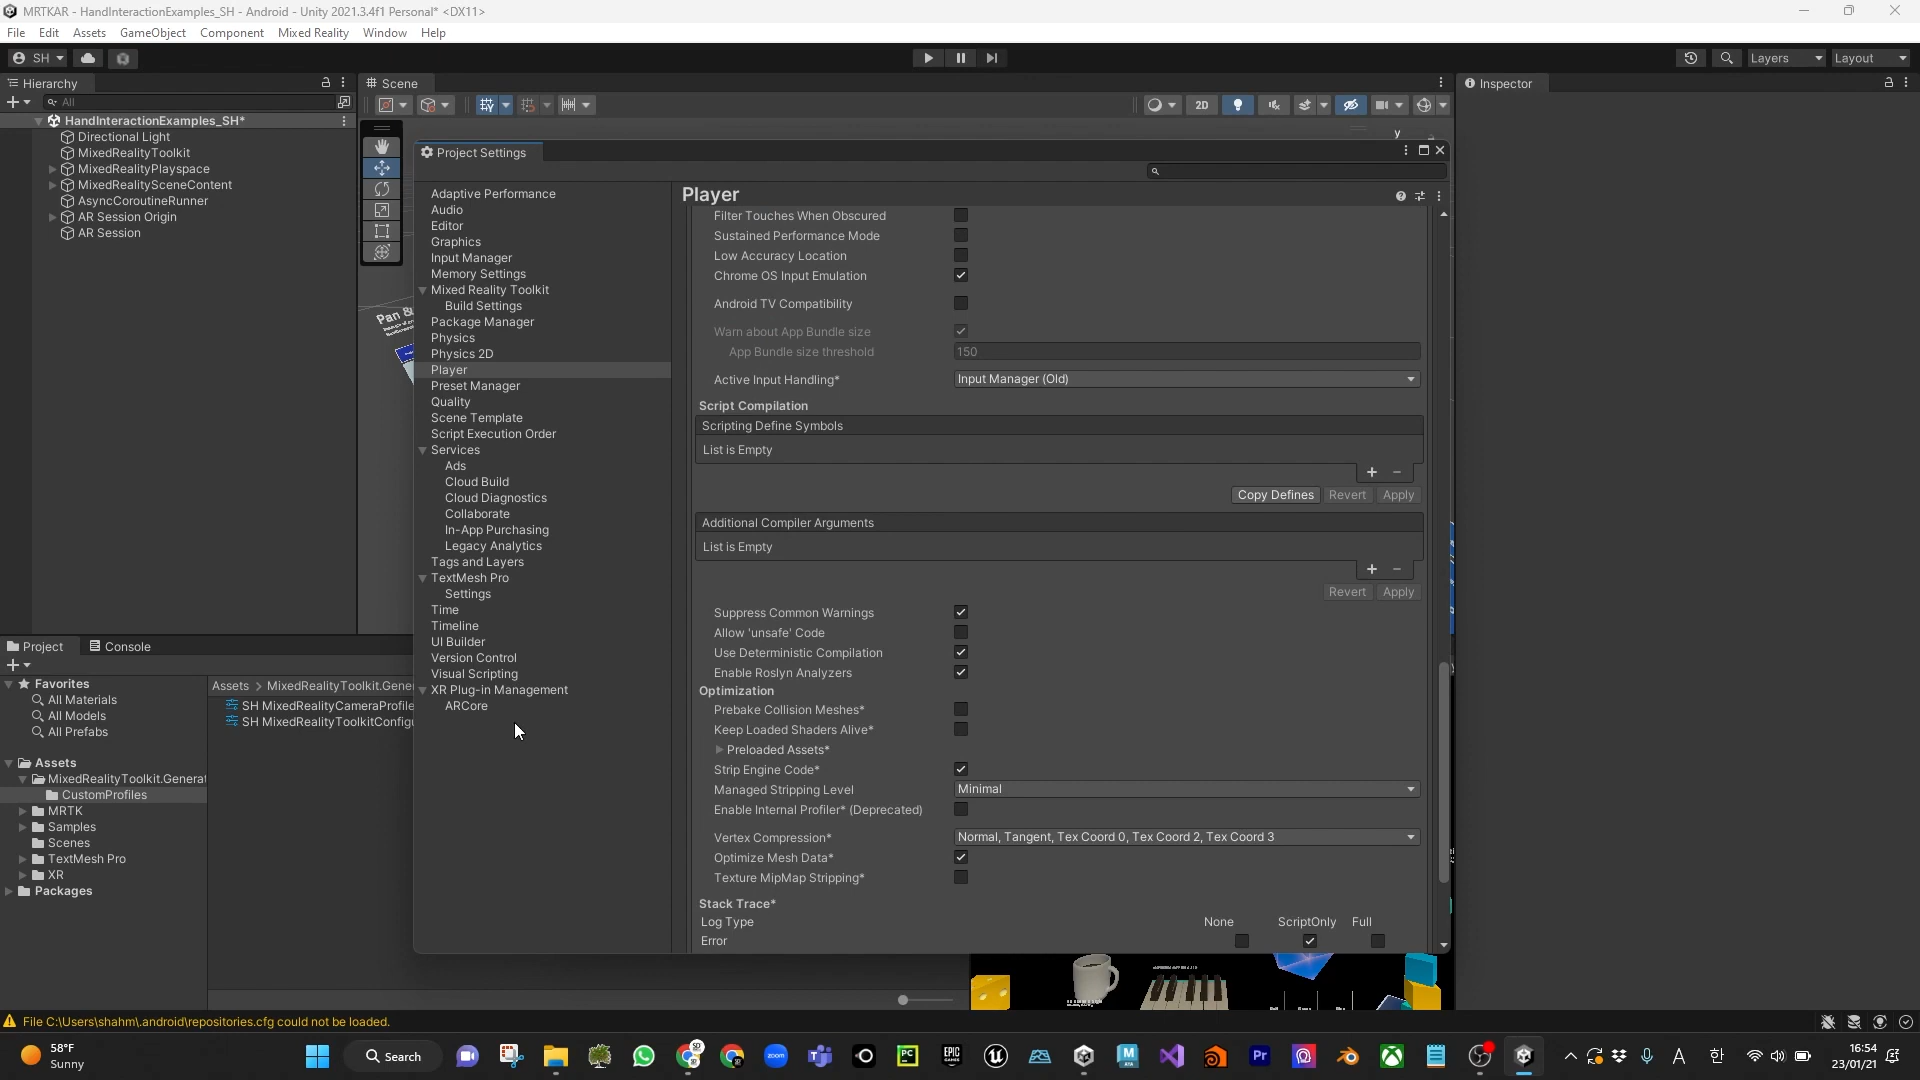 MRTKAR - HandInteractionExamples_SH - Android - Unity 2021.3.4f1 Personal* <DX11>
File Edit Assets GameObject Component Mixed Reality Window Help
SH Layers Layout
Hierarchy
All
HandInteractionExamples_SH*
Directional Light
MixedRealityToolkit
MixedRealityPlayspace
MixedRealitySceneContent
AsyncCoroutineRunner
AR Session Origin
AR Session
Scene
2D
y
Pan &
Project Settings
Adaptive Performance
Audio
Editor
Graphics
Input Manager
Memory Settings
Mixed Reality Toolkit
Build Settings
Package Manager
Physics
Physics 2D
Player
Preset Manager
Quality
Scene Template
Script Execution Order
Services
Ads
Cloud Build
Cloud Diagnostics
Collaborate
In-App Purchasing
Legacy Analytics
Tags and Layers
TextMesh Pro
Settings
Time
Timeline
UI Builder
Version Control
Visual Scripting
XR Plug-in Management
ARCore
Player
Filter Touches When Obscured
Sustained Performance Mode
Low Accuracy Location
Chrome OS Input Emulation
Android TV Compatibility
Warn about App Bundle size
App Bundle size threshold 150
Active Input Handling* Input Manager (Old)
Script Compilation
Scripting Define Symbols
List is Empty
+ −
Copy Defines Revert Apply
Additional Compiler Arguments
List is Empty
+ −
Revert Apply
Suppress Common Warnings
Allow 'unsafe' Code
Use Deterministic Compilation
Enable Roslyn Analyzers
Optimization
Prebake Collision Meshes*
Keep Loaded Shaders Alive*
Preloaded Assets*
Strip Engine Code*
Managed Stripping Level Minimal
Enable Internal Profiler* (Deprecated)
Vertex Compression* Normal, Tangent, Tex Coord 0, Tex Coord 2, Tex Coord 3
Optimize Mesh Data*
Texture MipMap Stripping*
Stack Trace*
Log Type None ScriptOnly Full
Error
Inspector
Project Console
Favorites
All Materials
All Models
All Prefabs
Assets
MixedRealityToolkit.Generat
CustomProfiles
MRTK
Samples
Scenes
TextMesh Pro
XR
Packages
Assets > MixedRealityToolkit.Gener
SH MixedRealityCameraProfile
SH MixedRealityToolkitConfigu
File C:\Users\shahm\.android\repositories.cfg could not be loaded.
58°F
Sunny
Search
zoom
PC
EPIC GAMES
Pr
A
한
16:54
23/01/21